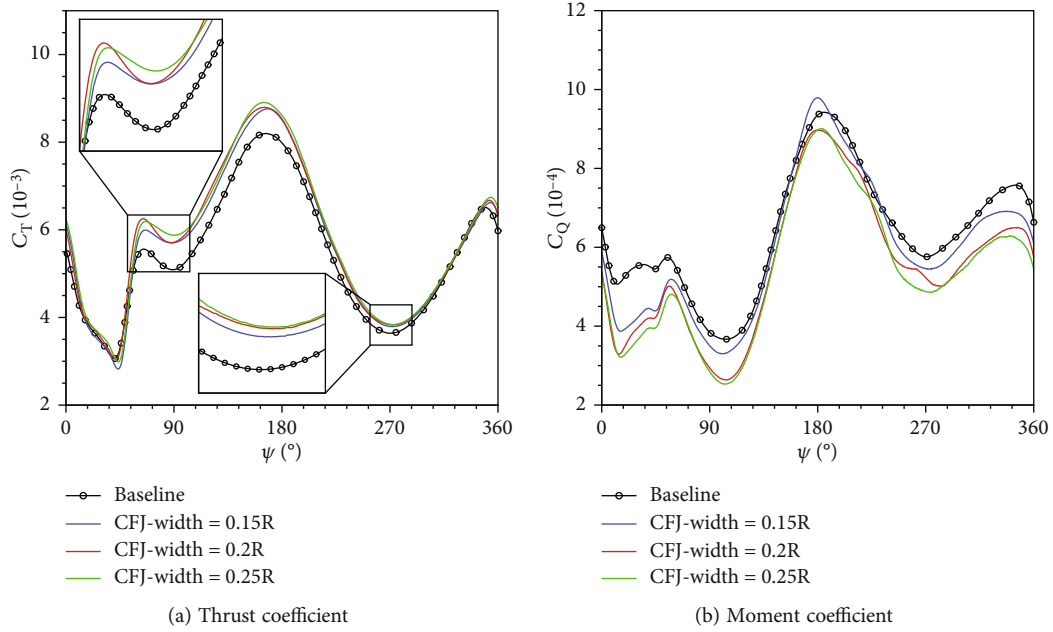 12
10
8
6
4
2
C_T (10⁻³)
0 90 180 270 360
ψ (°)
Baseline
CFJ-width = 0.15R
CFJ-width = 0.2R
CFJ-width = 0.25R
(a) Thrust coefficient
12
10
8
6
4
2
C_Q (10⁻⁴)
0 90 180 270 360
ψ (°)
Baseline
CFJ-width = 0.15R
CFJ-width = 0.2R
CFJ-width = 0.25R
(b) Moment coefficient